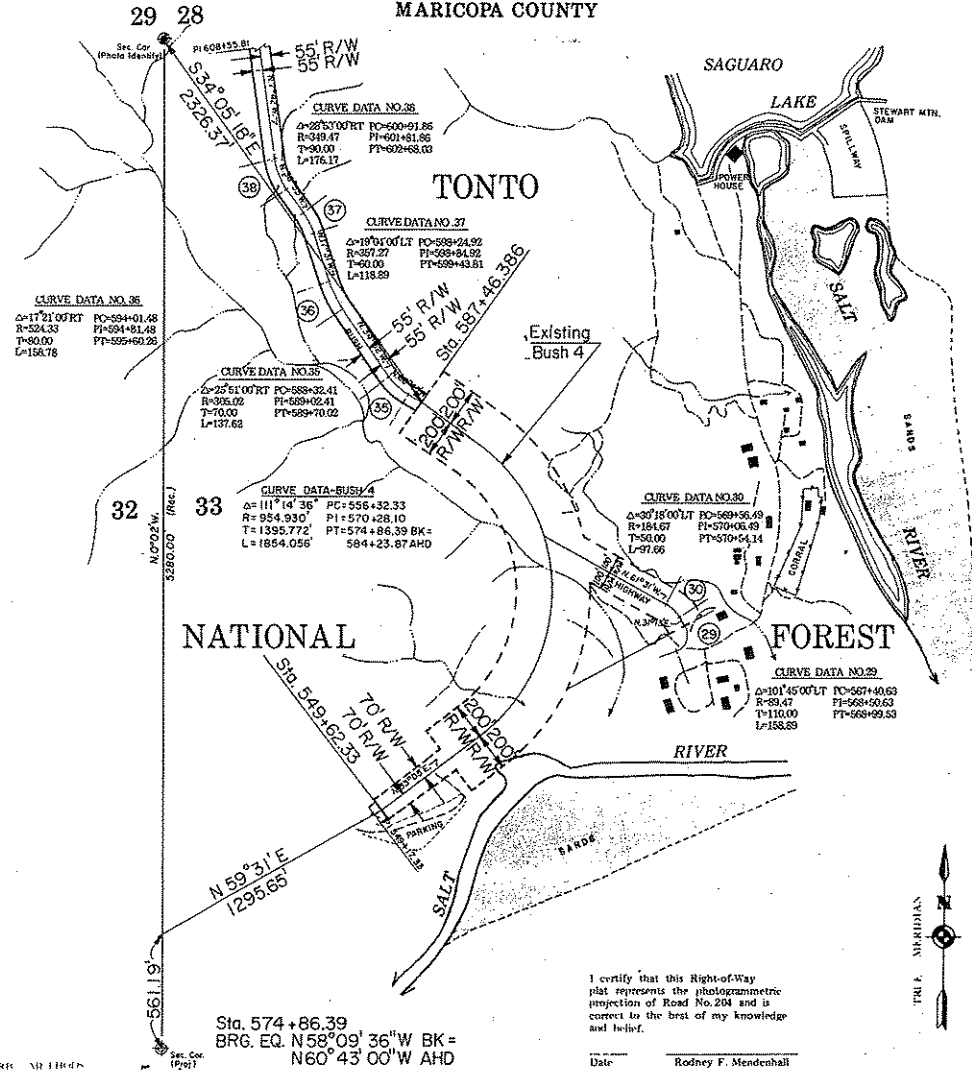 MARICOPA COUNTY
29 28
Sec. Cor
(Photo Identify)
PI 608+55.81
55' R/W
55' R/W
S 34° 05' 18" E
2326.37'
SAGUARO
LAKE
STEWART MTN.
DAM
SPILLWAY
POWER
HOUSE
CURVE DATA NO.38
Δ=28°53'00"RT PC=600+91.86
R=349.47 PI=601+81.86
T=90.00 PT=602+68.03
L=176.17
TONTO
38
37
CURVE DATA NO.37
Δ=19°04'00"LT PC=598+24.92
R=357.27 PI=598+84.92
T=60.00 PT=599+43.81
L=118.89
CURVE DATA NO.36
Δ=17°21'00"RT PC=594+01.48
R=524.33 PI=594+81.48
T=80.00 PT=595+60.26
L=158.78
36
55' R/W
55' R/W
Sta. 587+46.386
BUSH
Existing
Bush 4
SALT
CURVE DATA NO.35
Δ=25°51'00"RT PC=588+32.41
R=305.02 PI=589+02.41
T=70.00 PT=589+70.02
L=137.62
35
200' 200'
R/W R/W
SANDS
32
33
N.0°02'W.
5280.00 (Rec.)
CURVE DATA-BUSH 4
Δ=111° 14' 36" PC=556+32.33
R= 954.930' PI=570+28.10
T=1395.772' PT=574+86.39 BK=
L=1854.056' 584+23.87 AHD
CURVE DATA NO.30
Δ=30°18'00"LT PC=569+56.49
R=184.67 PI=570+06.49
T=50.00 PT=570+54.14
L=97.66
CORRAL
RIVER
HIGHWAY
30
29
NATIONAL
FOREST
CURVE DATA NO.29
Δ=101°45'00"LT PC=567+40.63
R=89.47 PI=568+50.63
T=110.00 PT=568+99.53
L=158.89
Sta. 549+62.33
70' R/W
70' R/W
200' 200'
R/W R/W
RIVER
PARKING
PI 549+17.33
SANDS
N 59° 31' E
1295.65'
SALT
561.19'
TRUE MERIDIAN
N
Sta. 574+86.39
BRG. EQ. N58°09' 36"W BK =
N60° 43' 00"W AHD
Sec. Cor.
(Proj)
I certify that this Right-of-Way
plat represents the photogrammetric
projection of Road No. 204 and is
correct to the best of my knowledge
and belief.
Date Rodney F. Mendenhall